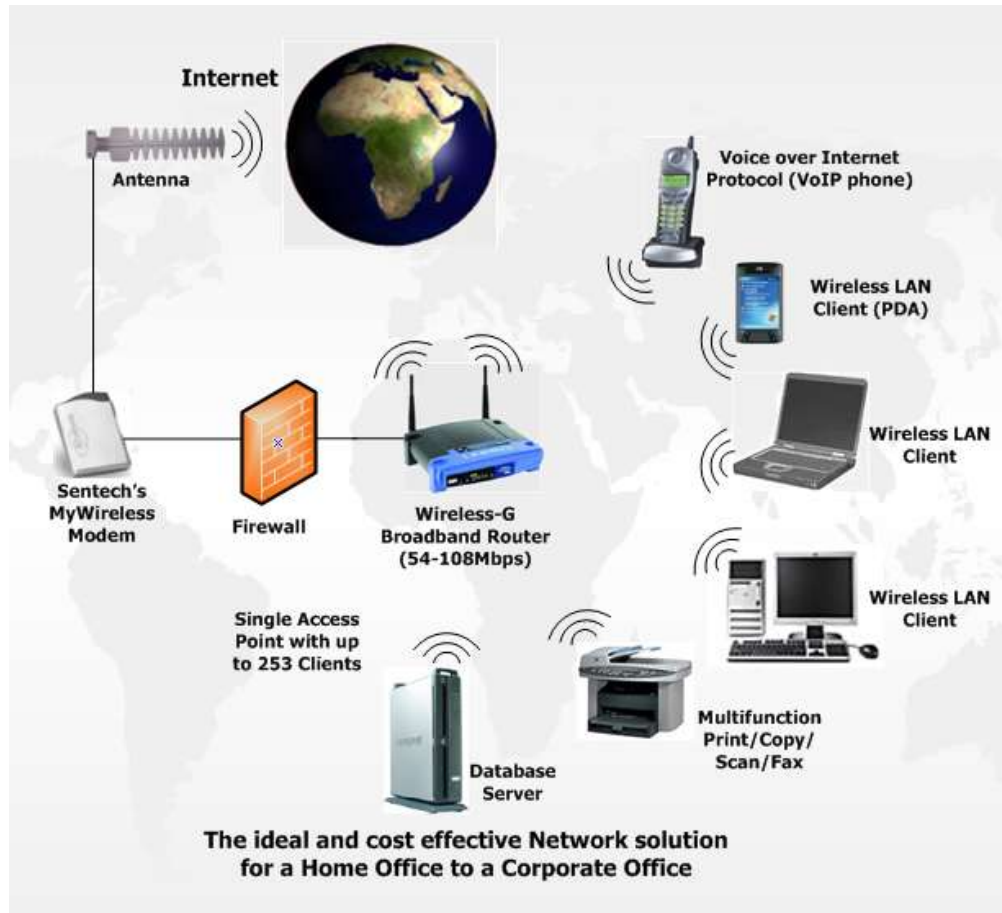 Internet
Antenna
Voice over Internet
Protocol (VoIP phone)
Wireless LAN
Client (PDA)
Wireless LAN
Client
Sentech's
MyWireless
Modem
Firewall
Wireless-G
Broadband Router
(54-108Mbps)
Wireless LAN
Client
Single Access
Point with up
to 253 Clients
Multifunction
Print/Copy/
Scan/Fax
Database
Server
The ideal and cost effective Network solution
for a Home Office to a Corporate Office